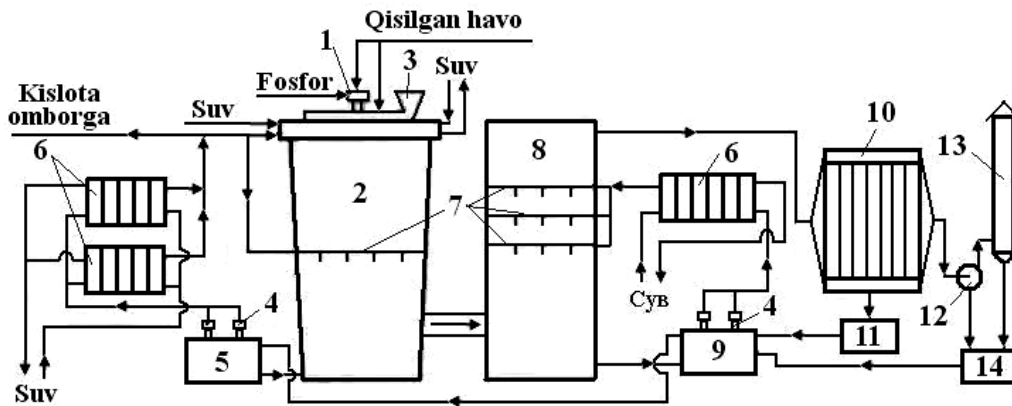 Qisilgan havo
1
3
Suv
Fosfor
Kislota
omborga
Suv
6
2
8
6
10
13
7
Сув
12
4
5
4
9
11
14
Suv